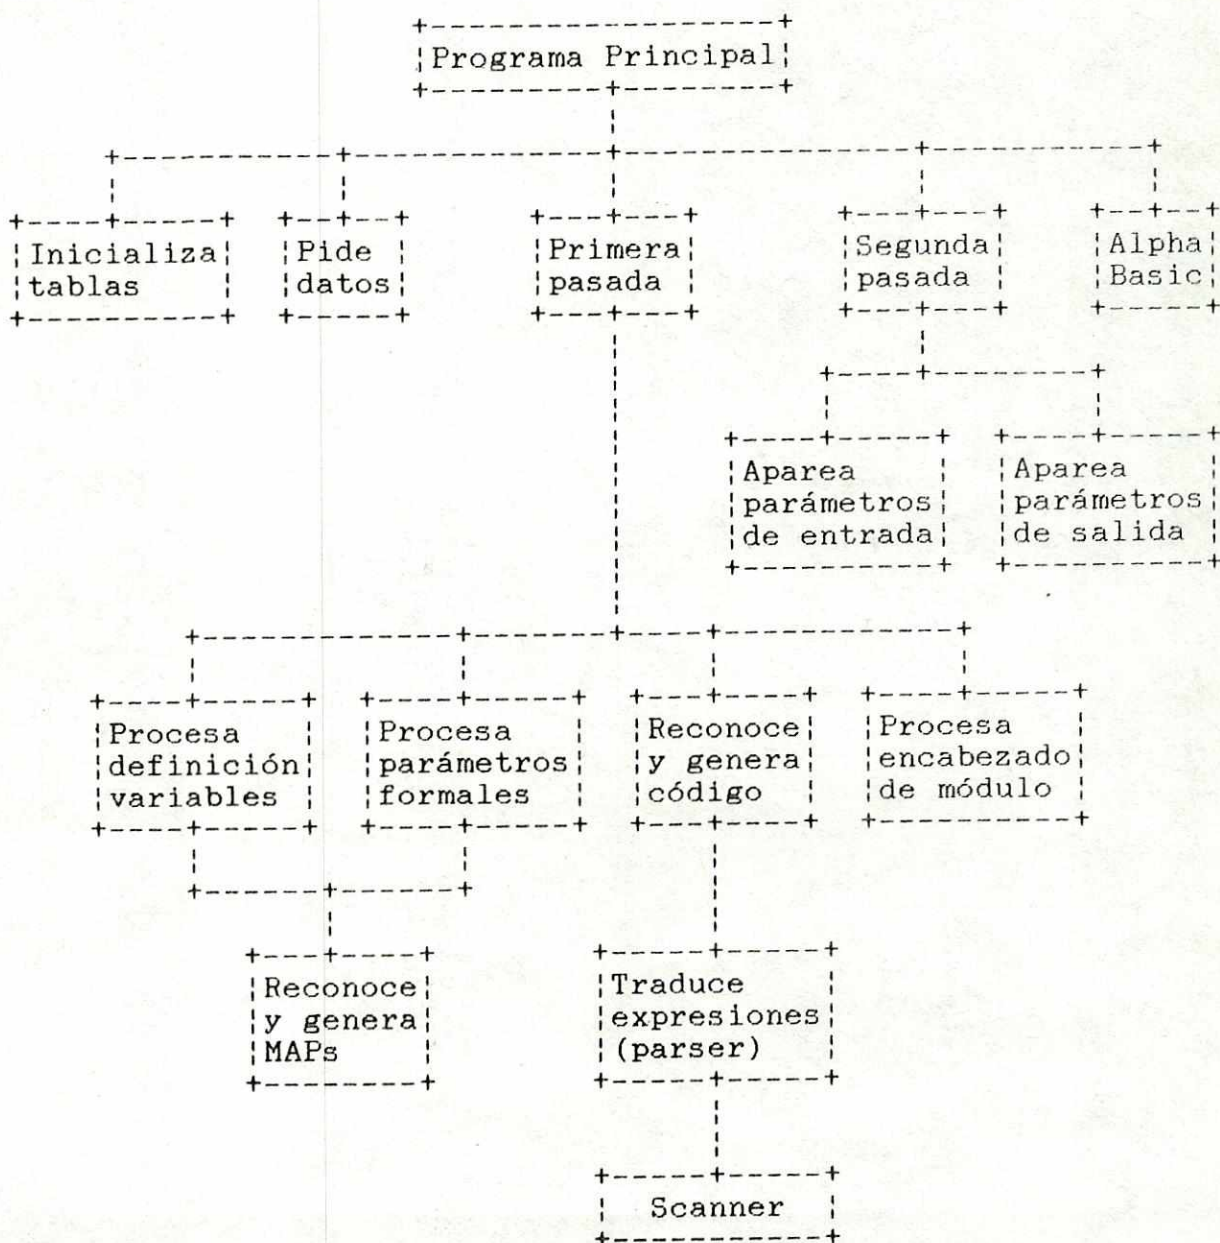 Programa Principal
Inicializa
tablas
Pide
datos
Primera
pasada
Segunda
pasada
Alpha
Basic
Aparea
parámetros
de entrada
Aparea
parámetros
de salida
Procesa
definición
variables
Procesa
parámetros
formales
Reconoce
y genera
código
Procesa
encabezado
de módulo
Reconoce
y genera
MAPs
Traduce
expresiones
(parser)
Scanner